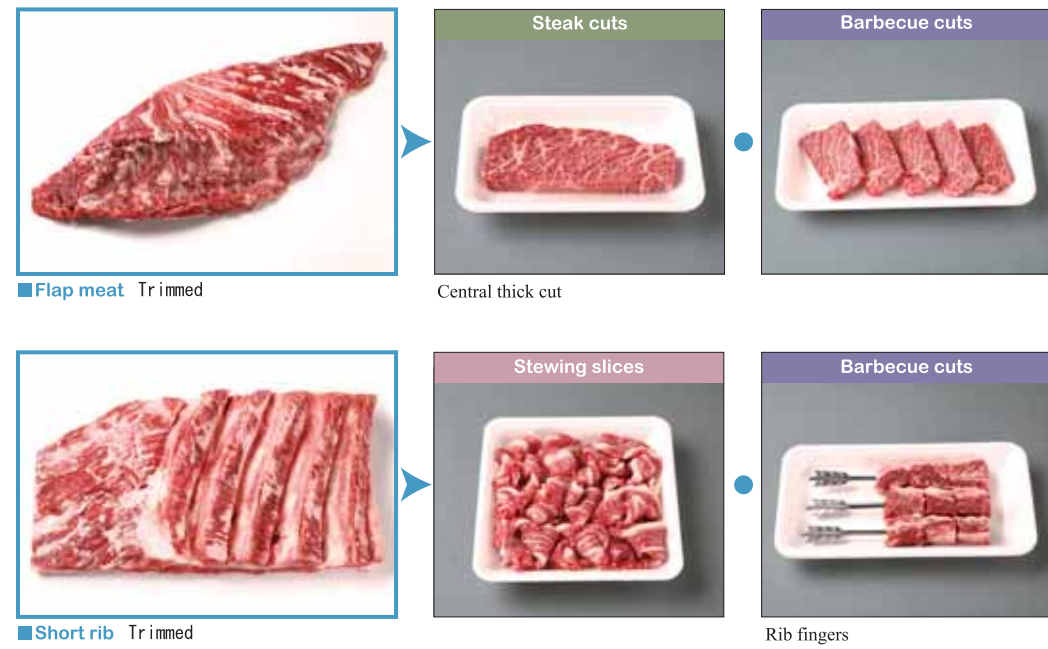 Steak cuts
Barbecue cuts
■Flap meat Trimmed
Central thick cut
Stewing slices
Barbecue cuts
■Short rib Trimmed
Rib fingers